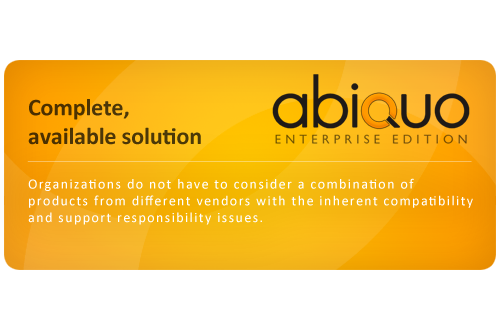 Complete,
available solution
abiquo
ENTERPRISE EDITION
Organizations do not have to consider a combination of
products from different vendors with the inherent compatibility
and support responsibility issues.